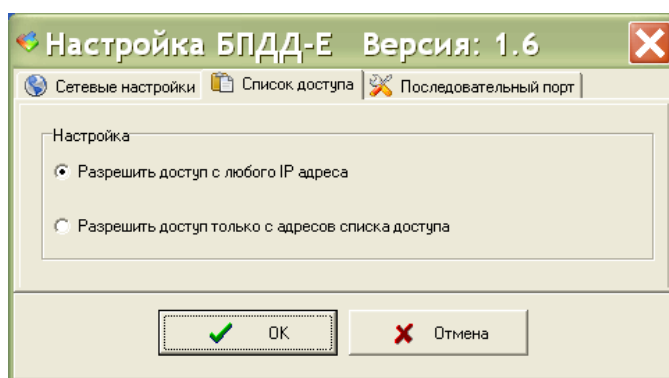 Настройка БПДД-Е Версия: 1.6
Сетевые настройки Список доступа Последовательный порт
Настройка
Разрешить доступ с любого IP адреса
Разрешить доступ только с адресов списка доступа
OK Отмена